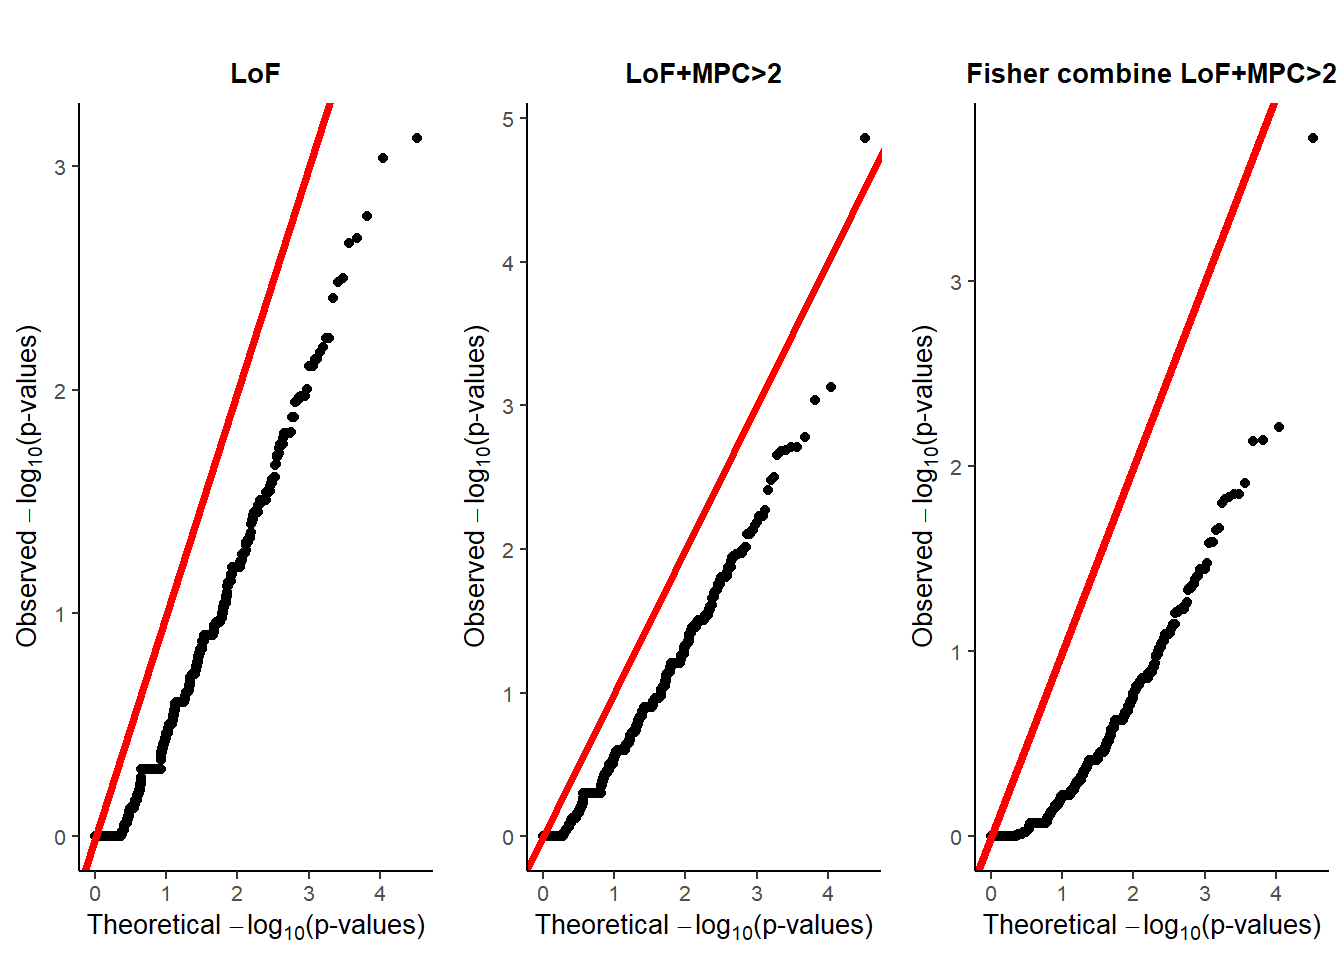 LoF
3
2
1
0
0 1 2 3 4
Observed −log10(p-values)
Theoretical −log10(p-values)
LoF+MPC>2
5
4
3
2
1
0
0 1 2 3 4
Observed −log10(p-values)
Theoretical −log10(p-values)
Fisher combine LoF+MPC>2
3
2
1
0
0 1 2 3 4
Observed −log10(p-values)
Theoretical −log10(p-values)